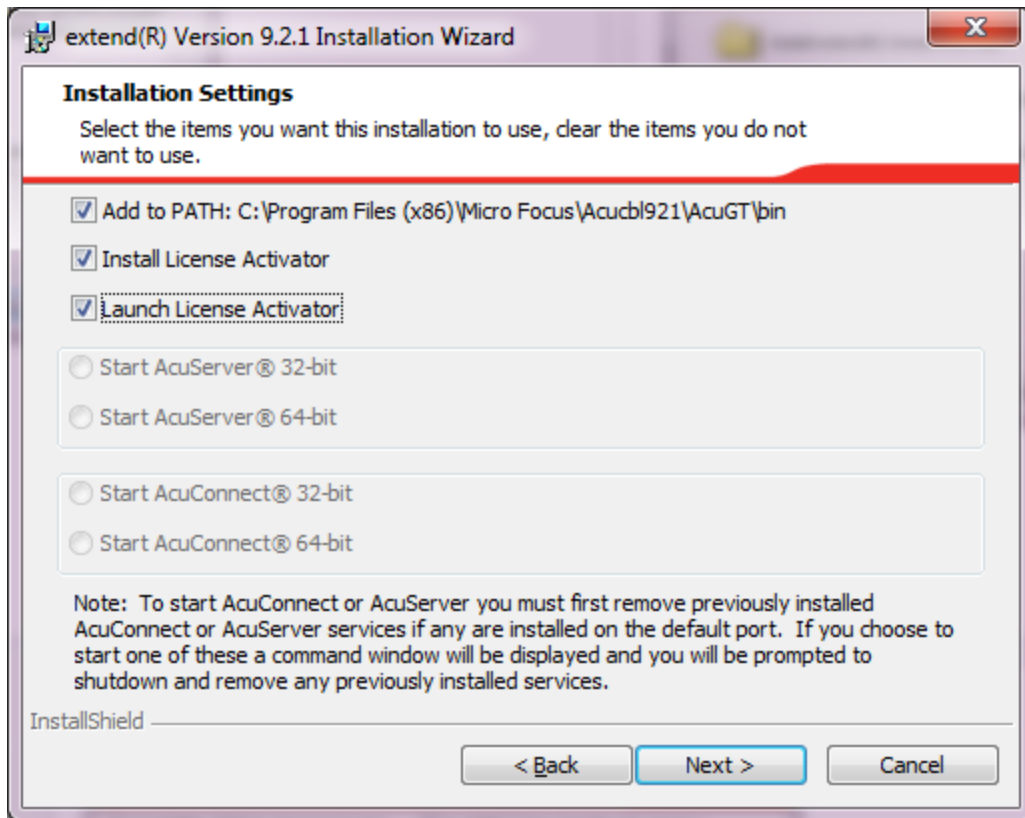 extend(R) Version 9.2.1 Installation Wizard
Installation Settings
Select the items you want this installation to use, clear the items you do not
want to use.
Add to PATH: C:\Program Files (x86)\Micro Focus\Acucbl921\AcuGT\bin
Install License Activator
Launch License Activator
Start AcuServer® 32-bit
Start AcuServer® 64-bit
Start AcuConnect® 32-bit
Start AcuConnect® 64-bit
Note:  To start AcuConnect or AcuServer you must first remove previously installed
AcuConnect or AcuServer services if any are installed on the default port.  If you choose to
start one of these a command window will be displayed and you will be prompted to
shutdown and remove any previously installed services.
InstallShield
< Back
Next >
Cancel